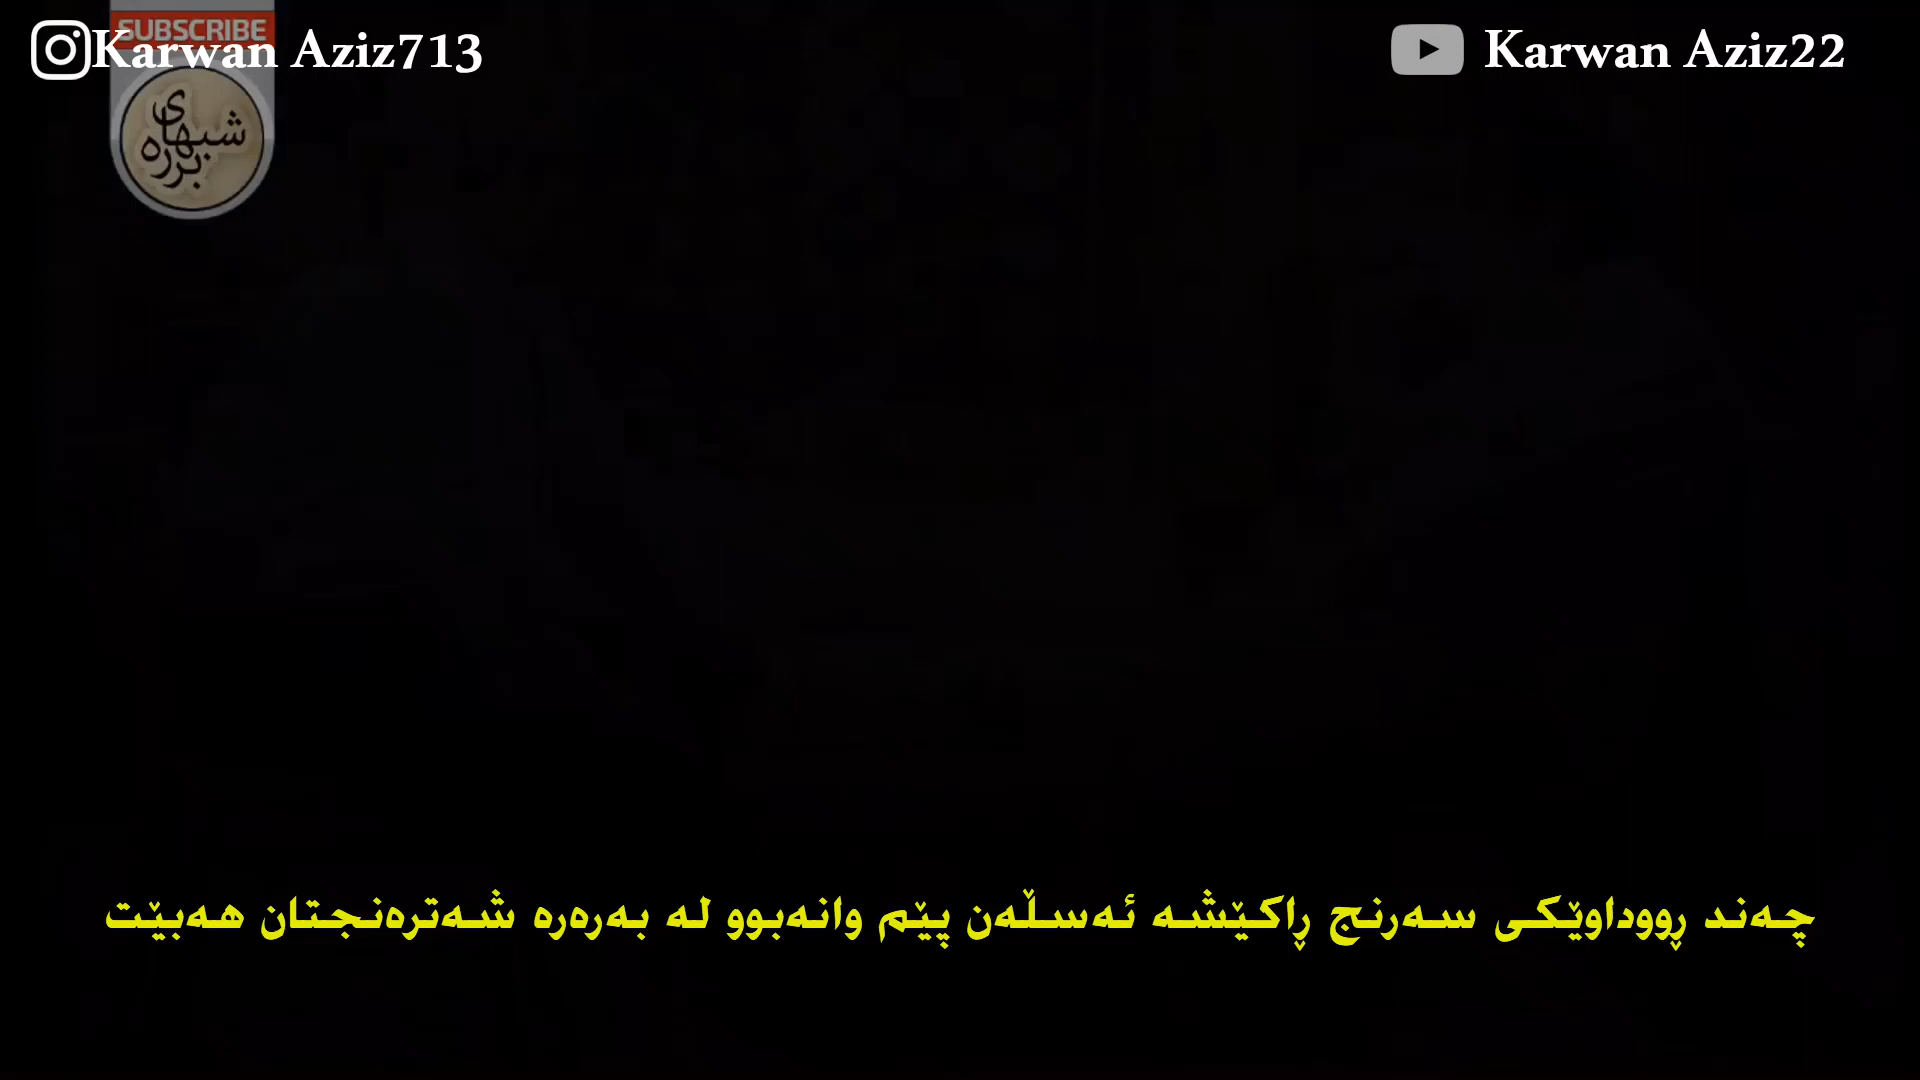 SUBSCRIBE
Karwan Aziz713
Karwan Aziz22
شبهای
برره
چەند ڕووداوێکی سەرنج ڕاکێشە ئەسڵەن پێم وانەبوو لە بەرەرە شەترەنجتان هەبێت